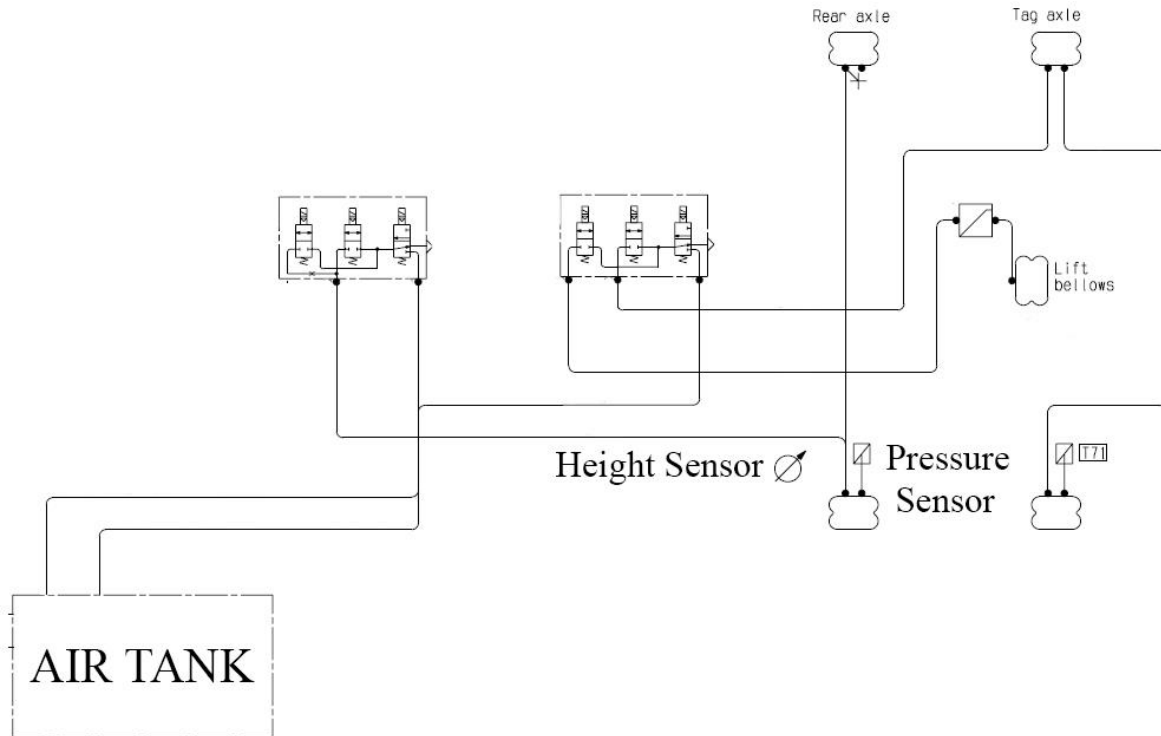 Rear axle
Tag axle
Lift
bellows
Height Sensor
Pressure
Sensor
T71
AIR TANK